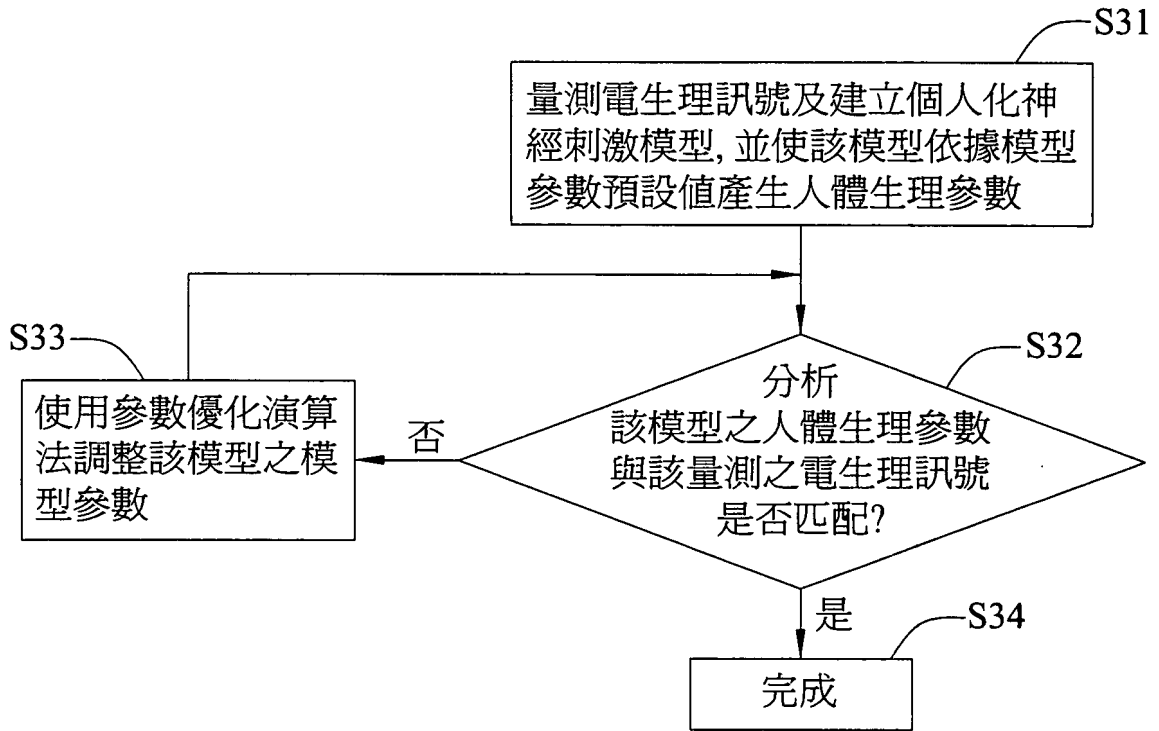 S31
量測電生理訊號及建立個人化神
經刺激模型, 並使該模型依據模型
參數預設值產生人體生理參數
S33
使用參數優化演算
法調整該模型之模
型參數
否
S32
分析
該模型之人體生理參數
與該量測之電生理訊號
是否匹配?
是
S34
完成